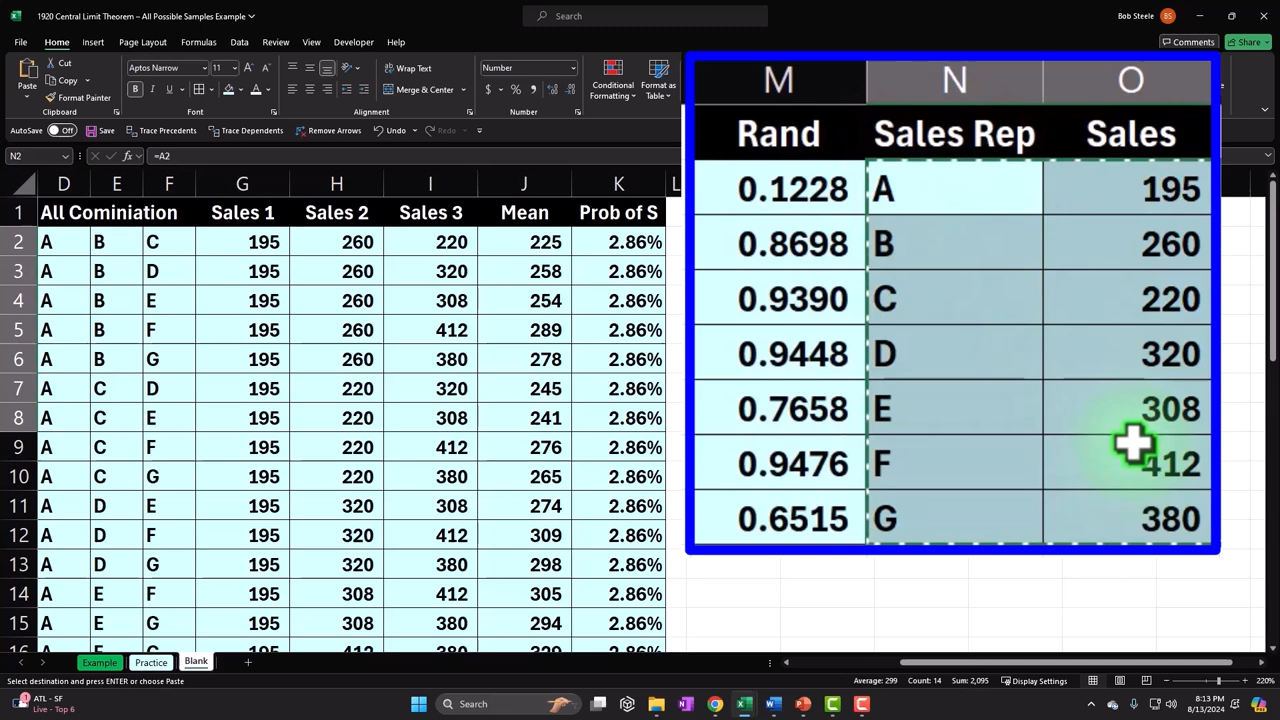 1920 Central Limit Theorem – All Possible Samples Example
Search
Bob Steele
BS
File Home Insert Page Layout Formulas Data Review View Developer Help
Comments Share
Paste
Cut
Copy
Format Painter
Clipboard
Aptos Narrow 11
B I U
Font
Wrap Text
Merge & Center
Alignment
Number
$ % ,
Number
Conditional Formatting
Format as Table
AutoSave Off Save Trace Precedents Trace Dependents Remove Arrows Undo
N2 fx =A2
D E F G H I J K L
1 All Cominiation Sales 1 Sales 2 Sales 3 Mean Prob of S
2 A B C 195 260 220 225 2.86%
3 A B D 195 260 320 258 2.86%
4 A B E 195 260 308 254 2.86%
5 A B F 195 260 412 289 2.86%
6 A B G 195 260 380 278 2.86%
7 A C D 195 220 320 245 2.86%
8 A C E 195 220 308 241 2.86%
9 A C F 195 220 412 276 2.86%
10 A C G 195 220 380 265 2.86%
11 A D E 195 320 308 274 2.86%
12 A D F 195 320 412 309 2.86%
13 A D G 195 320 380 298 2.86%
14 A E F 195 308 412 305 2.86%
15 A E G 195 308 380 294 2.86%
M N O
Rand Sales Rep Sales
0.1228 A 195
0.8698 B 260
0.9390 C 220
0.9448 D 320
0.7658 E 308
0.9476 F 412
0.6515 G 380
Example Practice Blank
Select destination and press ENTER or choose Paste
Average: 299 Count: 14 Sum: 2,095 Display Settings 220%
ATL - SF
Live - Top 6
Search
8:13 PM
8/13/2024